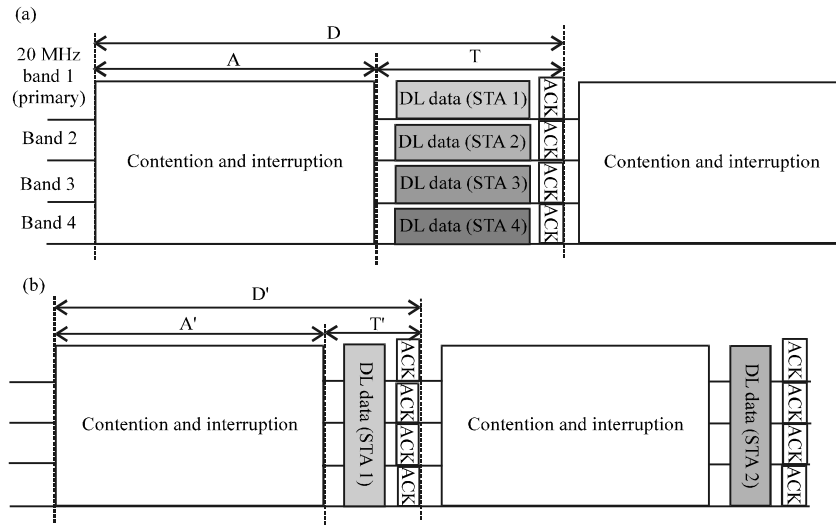 (a)
D
20 MHz
band 1
(primary)
A
T
DL data (STA 1)
ACK
Band 2
DL data (STA 2)
ACK
Contention and interruption
Contention and interruption
Band 3
DL data (STA 3)
ACK
Band 4
DL data (STA 4)
ACK
(b)
D'
A'
T'
Contention and interruption
DL data (STA 1)
ACK
ACK
ACK
ACK
Contention and interruption
DL data (STA 2)
ACK
ACK
ACK
ACK